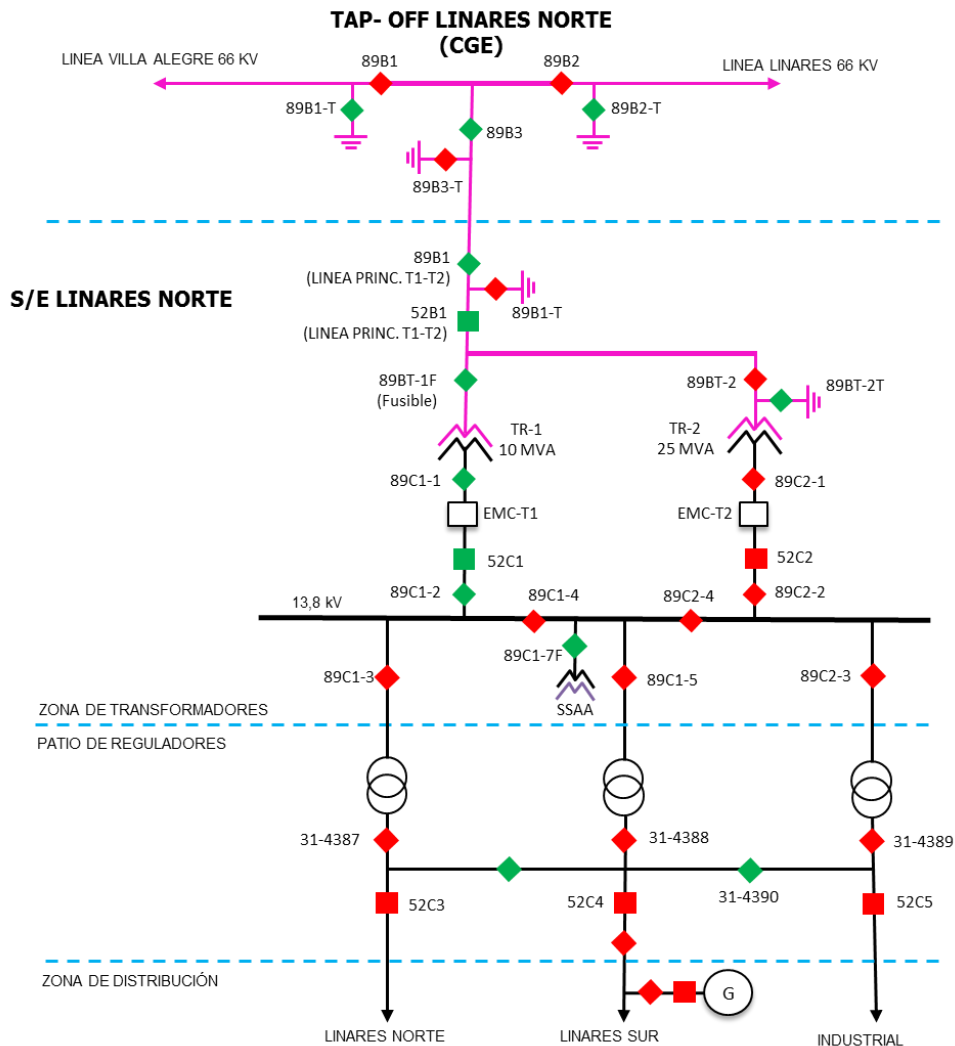 TAP- OFF LINARES NORTE
(CGE)
LINEA VILLA ALEGRE 66 KV
89B1
89B2
LINEA LINARES 66 KV
89B1-T
89B2-T
89B3
89B3-T
89B1
(LINEA PRINC. T1-T2)
S/E LINARES NORTE
89B1-T
52B1
(LINEA PRINC. T1-T2)
89BT-1F
(Fusible)
89BT-2
89BT-2T
TR-1
10 MVA
TR-2
25 MVA
89C1-1
89C2-1
EMC-T1
EMC-T2
52C1
52C2
89C1-2
89C1-4
89C2-4
89C2-2
13,8 kV
89C1-7F
89C1-3
89C1-5
89C2-3
SSAA
ZONA DE TRANSFORMADORES
PATIO DE REGULADORES
31-4387
31-4388
31-4389
31-4390
52C3
52C4
52C5
ZONA DE DISTRIBUCIÓN
G
LINARES NORTE
LINARES SUR
INDUSTRIAL